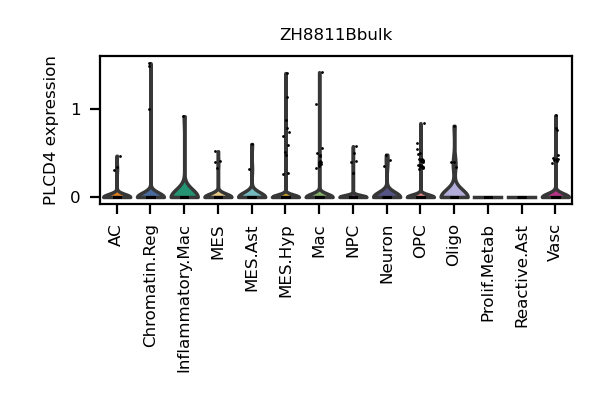 ZH8811Bbulk
PLCD4 expression
1
0
AC
Chromatin.Reg
Inflammatory.Mac
MES
MES.Ast
MES.Hyp
Mac
NPC
Neuron
OPC
Oligo
Prolif.Metab
Reactive.Ast
Vasc